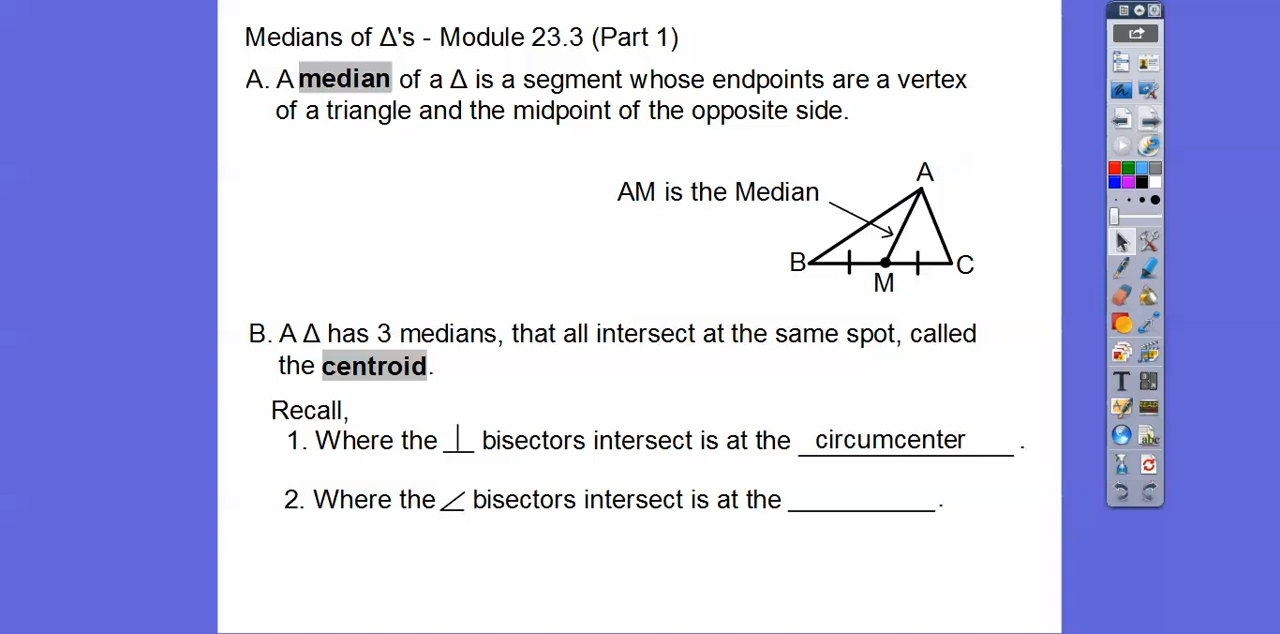 Medians of Δ's - Module 23.3 (Part 1)
A. A median of a Δ is a segment whose endpoints are a vertex
of a triangle and the midpoint of the opposite side.
A
AM is the Median
B
C
M
B. A Δ has 3 medians, that all intersect at the same spot, called
the centroid.
Recall,
1. Where the ⊥ bisectors intersect is at the circumcenter.
2. Where the ∠ bisectors intersect is at the __________.